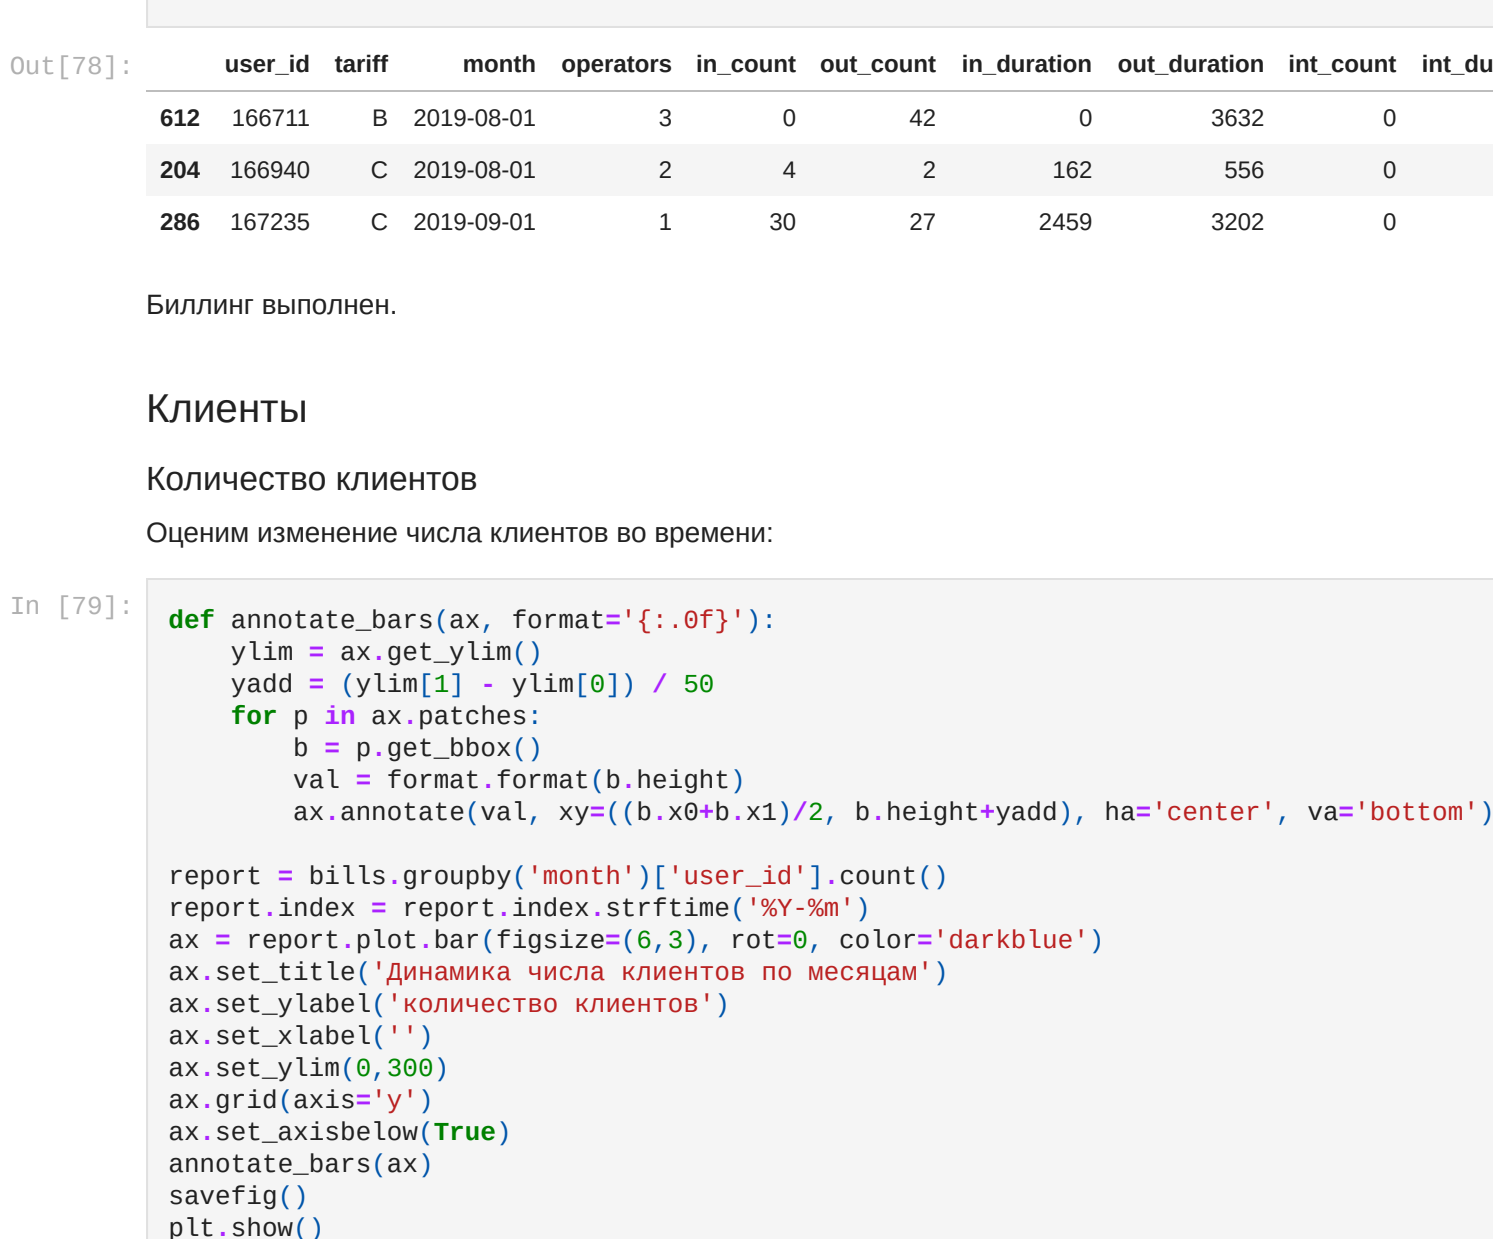 Out[78]:
user_id tariff month operators in_count out_count in_duration out_duration int_count int_du
612 166711 B 2019-08-01 3 0 42 0 3632 0
204 166940 C 2019-08-01 2 4 2 162 556 0
286 167235 C 2019-09-01 1 30 27 2459 3202 0
Биллинг выполнен.
Клиенты
Количество клиентов
Оценим изменение числа клиентов во времени:
In [79]:
def annotate_bars(ax, format='{:.0f}'):
    ylim = ax.get_ylim()
    yadd = (ylim[1] - ylim[0]) / 50
    for p in ax.patches:
        b = p.get_bbox()
        val = format.format(b.height)
        ax.annotate(val, xy=((b.x0+b.x1)/2, b.height+yadd), ha='center', va='bottom')
report = bills.groupby('month')['user_id'].count()
report.index = report.index.strftime('%Y-%m')
ax = report.plot.bar(figsize=(6,3), rot=0, color='darkblue')
ax.set_title('Динамика числа клиентов по месяцам')
ax.set_ylabel('количество клиентов')
ax.set_xlabel('')
ax.set_ylim(0,300)
ax.grid(axis='y')
ax.set_axisbelow(True)
annotate_bars(ax)
savefig()
plt.show()